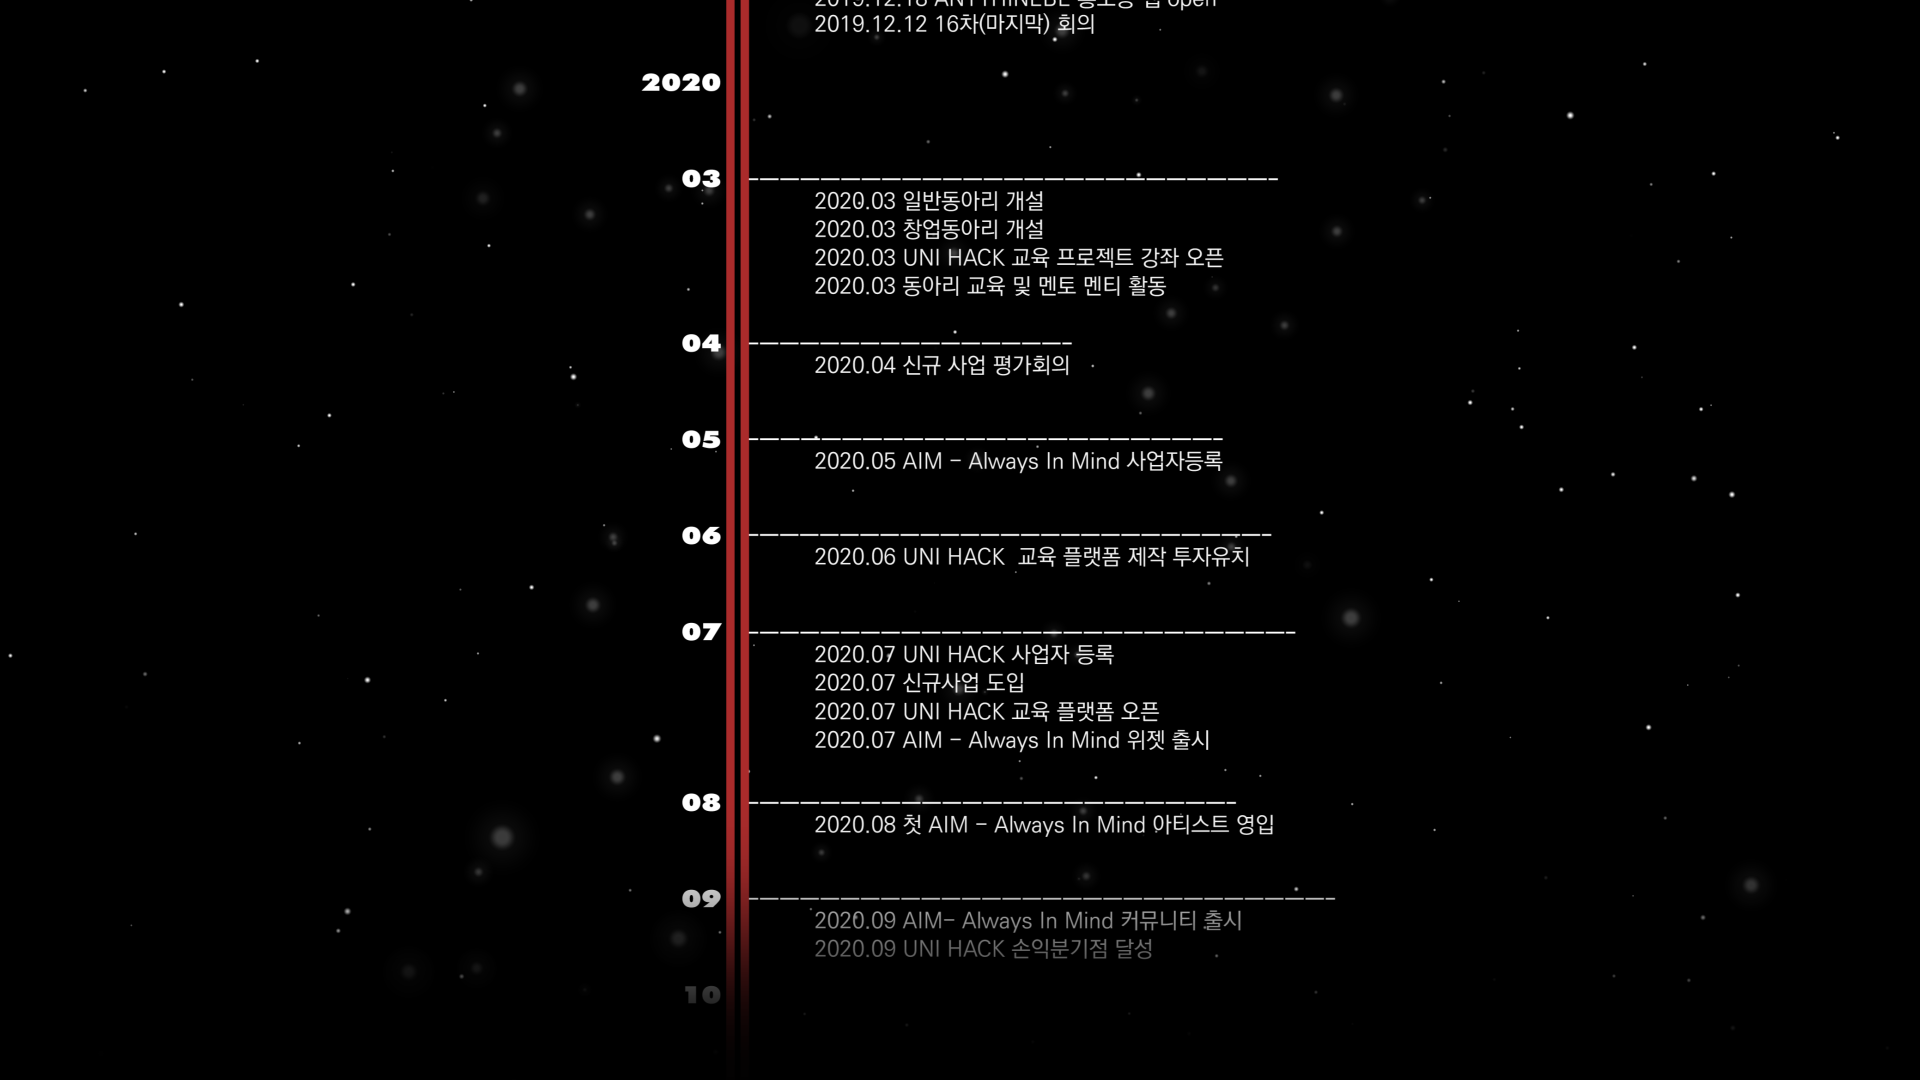 2019.12.12 16차(마지막) 회의
2020
03
2020.03 일반동아리 개설
2020.03 창업동아리 개설
2020.03 UNI HACK 교육 프로젝트 강좌 오픈
2020.03 동아리 교육 및 멘토 멘티 활동
04
2020.04 신규 사업 평가회의
05
2020.05 AIM - Always In Mind 사업자등록
06
2020.06 UNI HACK  교육 플랫폼 제작 투자유치
07
2020.07 UNI HACK 사업자 등록
2020.07 신규사업 도입
2020.07 UNI HACK 교육 플랫폼 오픈
2020.07 AIM - Always In Mind 위젯 출시
08
2020.08 첫 AIM - Always In Mind 아티스트 영입
09
2020.09 AIM- Always In Mind 커뮤니티 출시
2020.09 UNI HACK 손익분기점 달성
10